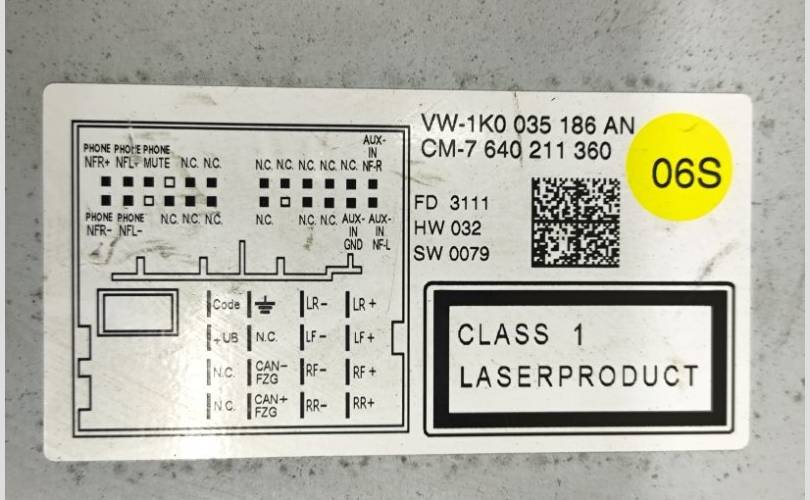 VW-1K0 035 186 AN
CM-7 640 211 360
06S
FD 3111
HW 032
SW 0079
CLASS 1
LASERPRODUCT
PHONE PHONE PHONE
NFR+ NFL+ MUTE N.C. N.C.
N.C. N.C. N.C. N.C. N.C. AUX-IN NF-R
PHONE PHONE
NFR- NFL- N.C. N.C. N.C.
N.C. N.C. N.C. AUX-IN GND AUX-IN NF-L
Code LR- LR+
+UB N.C. LF- LF+
N.C. CAN-FZG RF- RF+
N.C. CAN+FZG RR- RR+